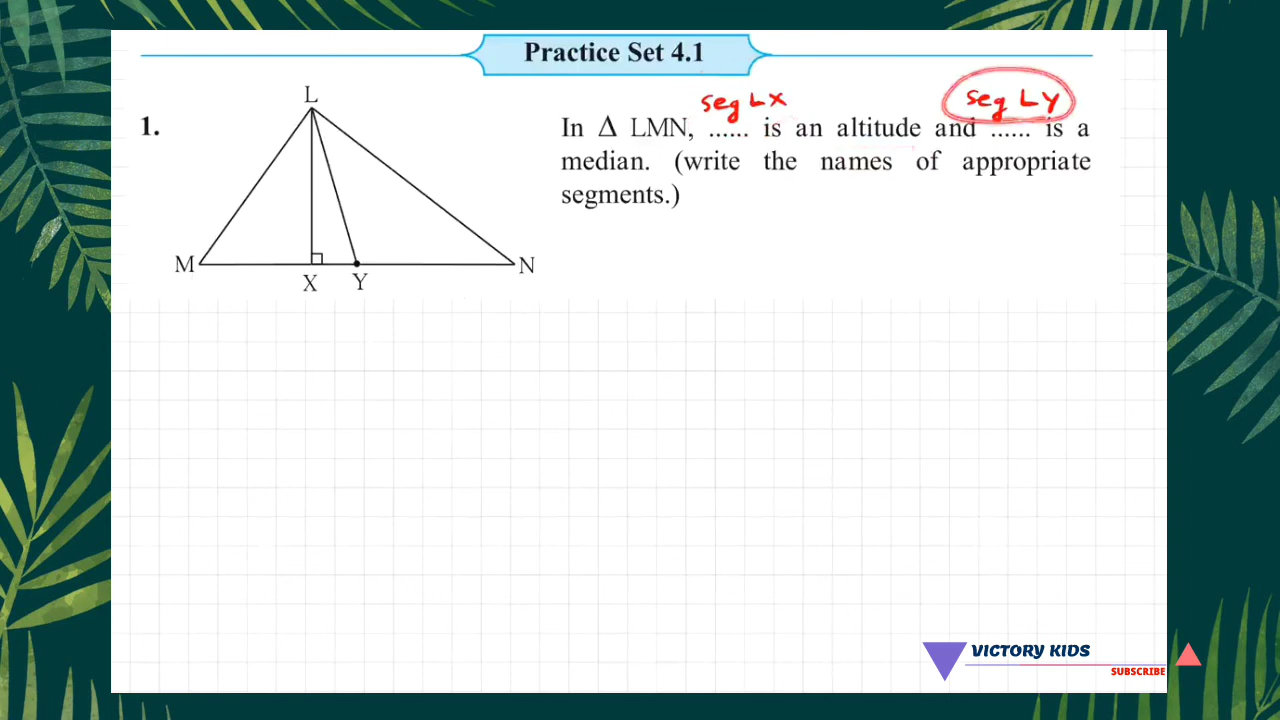 Practice Set 4.1
1.
L
M
X
Y
N
seg LX
seg LY
In Δ LMN, ...... is an altitude and ...... is a
median. (write the names of appropriate
segments.)
VICTORY KIDS
SUBSCRIBE